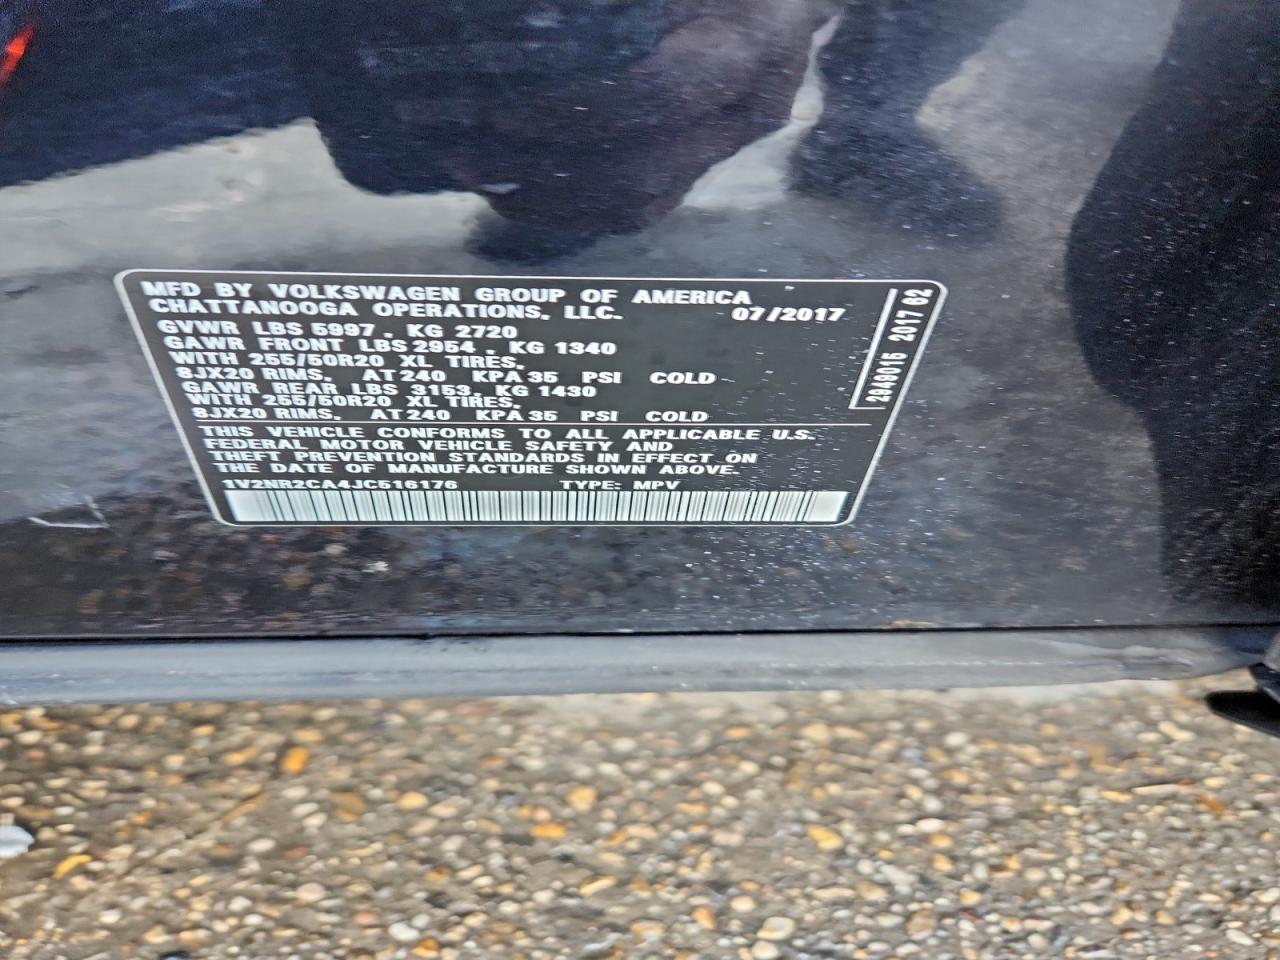 MFD BY VOLKSWAGEN GROUP OF AMERICA
CHATTANOOGA OPERATIONS, LLC. 07/2017
GVWR LBS 5997, KG 2720
GAWR FRONT LBS 2954, KG 1340
WITH 255/50R20 XL TIRES,
8JX20 RIMS, AT 240 KPA 35 PSI COLD
GAWR REAR LBS 3153, KG 1430
WITH 255/50R20 XL TIRES,
8JX20 RIMS, AT 240 KPA 35 PSI COLD
THIS VEHICLE CONFORMS TO ALL APPLICABLE U.S.
FEDERAL MOTOR VEHICLE SAFETY AND
THEFT PREVENTION STANDARDS IN EFFECT ON
THE DATE OF MANUFACTURE SHOWN ABOVE.
1V2NR2CA4JC516176 TYPE: MPV
2949015 2017 62